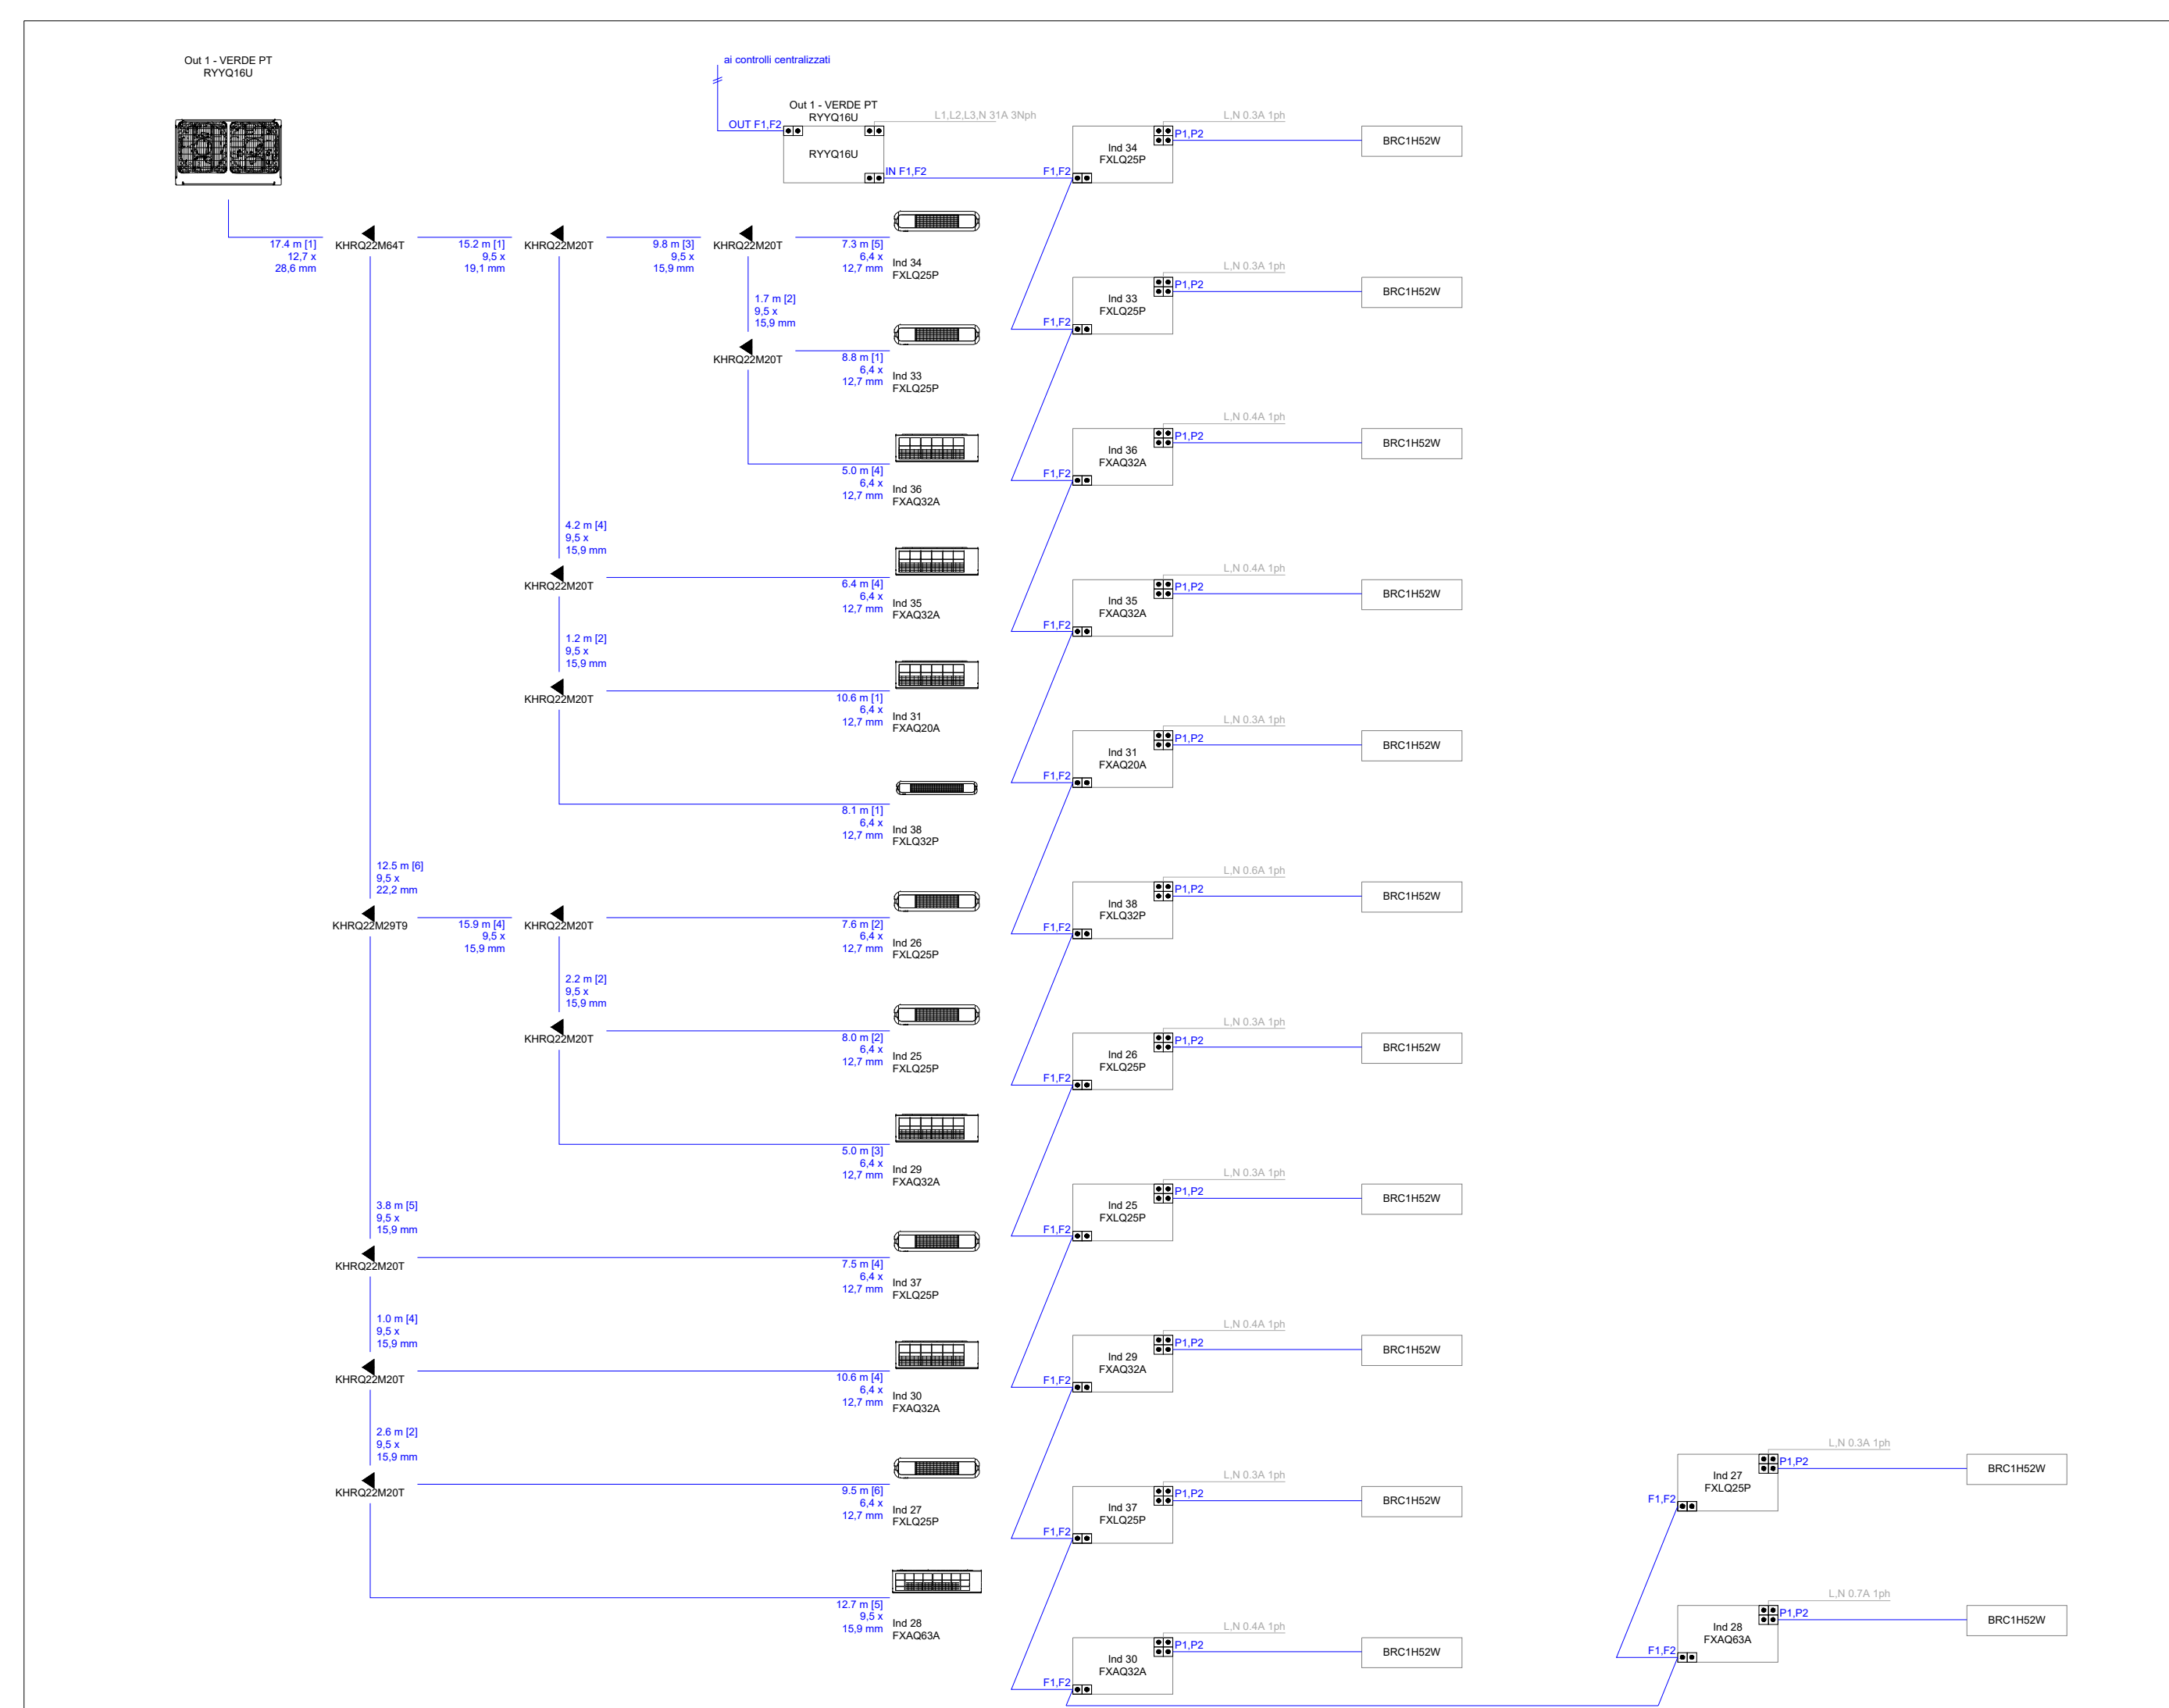 Out 1 - VERDE PT
RYYQ16U
17.4 m [1]
12,7 x
28,6 mm
KHRQ22M64T
15.2 m [1]
9,5 x
19,1 mm
KHRQ22M20T
9.8 m [3]
9,5 x
15,9 mm
KHRQ22M20T
7.3 m [5]
6,4 x
12,7 mm
Ind 34
FXLQ25P
1.7 m [2]
9,5 x
15,9 mm
KHRQ22M20T
8.8 m [1]
6,4 x
12,7 mm
Ind 33
FXLQ25P
5.0 m [4]
6,4 x
12,7 mm
Ind 36
FXAQ32A
4.2 m [4]
9,5 x
15,9 mm
KHRQ22M20T
6.4 m [4]
6,4 x
12,7 mm
Ind 35
FXAQ32A
1.2 m [2]
9,5 x
15,9 mm
KHRQ22M20T
10.6 m [1]
6,4 x
12,7 mm
Ind 31
FXAQ20A
8.1 m [1]
6,4 x
12,7 mm
Ind 38
FXLQ32P
12.5 m [6]
9,5 x
22,2 mm
KHRQ22M29T9
15.9 m [4]
9,5 x
15,9 mm
KHRQ22M20T
7.6 m [2]
6,4 x
12,7 mm
Ind 26
FXLQ25P
2.2 m [2]
9,5 x
15,9 mm
KHRQ22M20T
8.0 m [2]
6,4 x
12,7 mm
Ind 25
FXLQ25P
5.0 m [3]
6,4 x
12,7 mm
Ind 29
FXAQ32A
3.8 m [5]
9,5 x
15,9 mm
KHRQ22M20T
7.5 m [4]
6,4 x
12,7 mm
Ind 37
FXLQ25P
1.0 m [4]
9,5 x
15,9 mm
KHRQ22M20T
10.6 m [4]
6,4 x
12,7 mm
Ind 30
FXAQ32A
2.6 m [2]
9,5 x
15,9 mm
KHRQ22M20T
9.5 m [6]
6,4 x
12,7 mm
Ind 27
FXLQ25P
12.7 m [5]
9,5 x
15,9 mm
Ind 28
FXAQ63A
ai controlli centralizzati
Out 1 - VERDE PT
RYYQ16U
L1,L2,L3,N 31A 3Nph
OUT F1,F2
RYYQ16U
IN F1,F2
L,N 0.3A 1ph
Ind 34
FXLQ25P
P1,P2
BRC1H52W
F1,F2
L,N 0.3A 1ph
Ind 33
FXLQ25P
P1,P2
BRC1H52W
F1,F2
L,N 0.4A 1ph
Ind 36
FXAQ32A
P1,P2
BRC1H52W
F1,F2
L,N 0.4A 1ph
Ind 35
FXAQ32A
P1,P2
BRC1H52W
F1,F2
L,N 0.3A 1ph
Ind 31
FXAQ20A
P1,P2
BRC1H52W
F1,F2
L,N 0.6A 1ph
Ind 38
FXLQ32P
P1,P2
BRC1H52W
F1,F2
L,N 0.3A 1ph
Ind 26
FXLQ25P
P1,P2
BRC1H52W
F1,F2
L,N 0.3A 1ph
Ind 25
FXLQ25P
P1,P2
BRC1H52W
F1,F2
L,N 0.4A 1ph
Ind 29
FXAQ32A
P1,P2
BRC1H52W
F1,F2
L,N 0.3A 1ph
Ind 37
FXLQ25P
P1,P2
BRC1H52W
F1,F2
L,N 0.4A 1ph
Ind 30
FXAQ32A
P1,P2
BRC1H52W
F1,F2
L,N 0.3A 1ph
Ind 27
FXLQ25P
P1,P2
BRC1H52W
F1,F2
L,N 0.7A 1ph
Ind 28
FXAQ63A
P1,P2
BRC1H52W
F1,F2